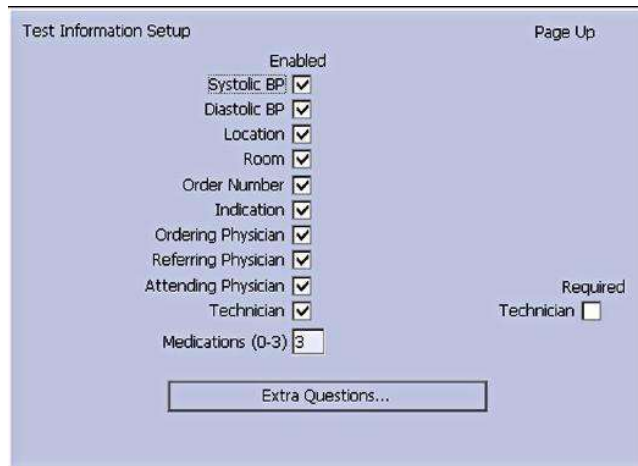 Test Information Setup Page Up
Enabled
Systolic BP
Diastolic BP
Location
Room
Order Number
Indication
Ordering Physician
Referring Physician
Attending Physician Required
Technician Technician
Medications (0-3) 3
Extra Questions...